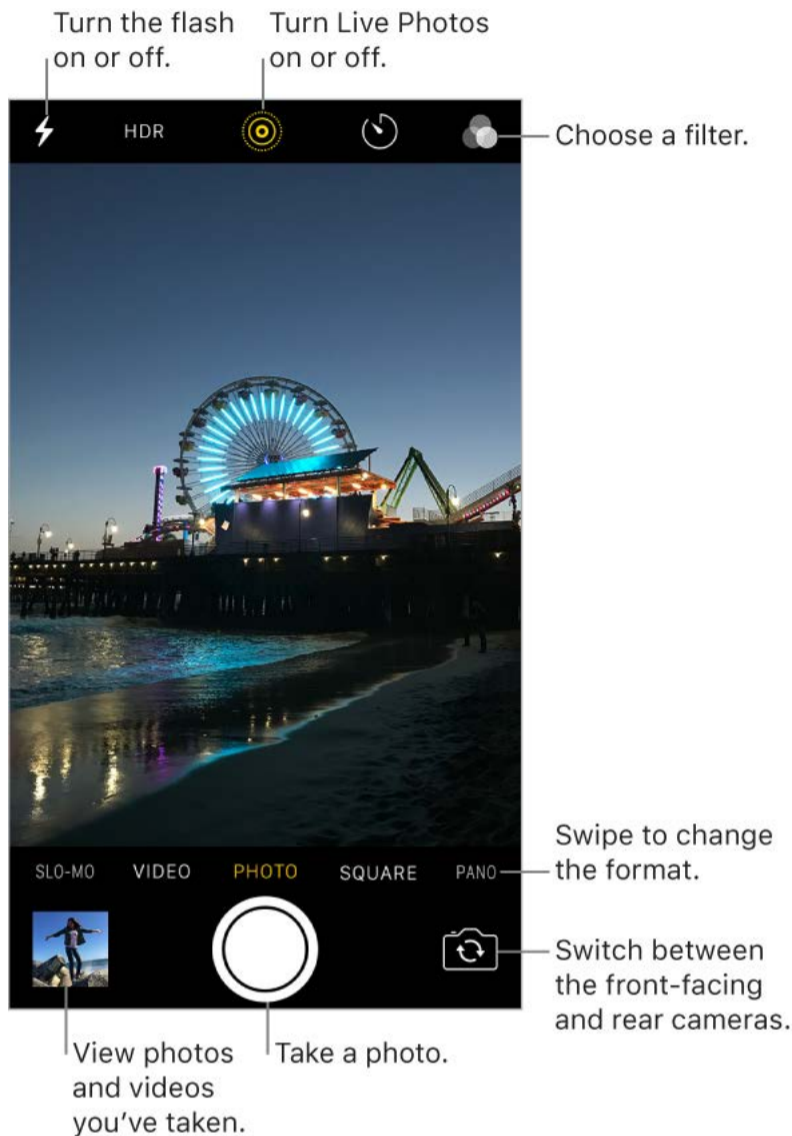 Turn the flash
on or off.
Turn Live Photos
on or off.
HDR
Choose a filter.
SLO-MO VIDEO PHOTO SQUARE PANO
Swipe to change
the format.
Switch between
the front-facing
and rear cameras.
View photos
and videos
you’ve taken.
Take a photo.